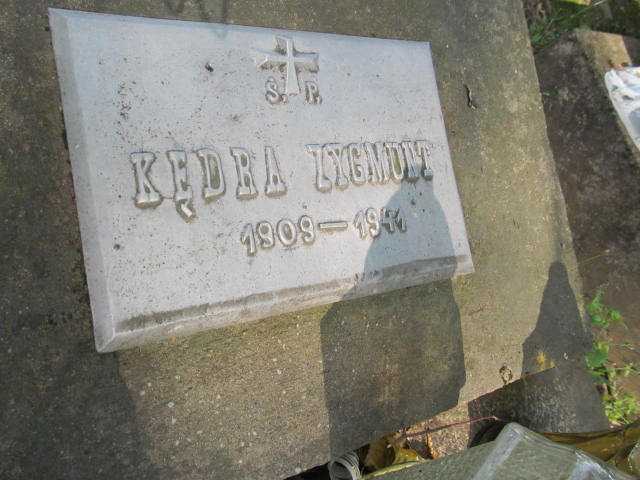 Ś. P.
KĘDRA ZYGMUNT
1909-1941